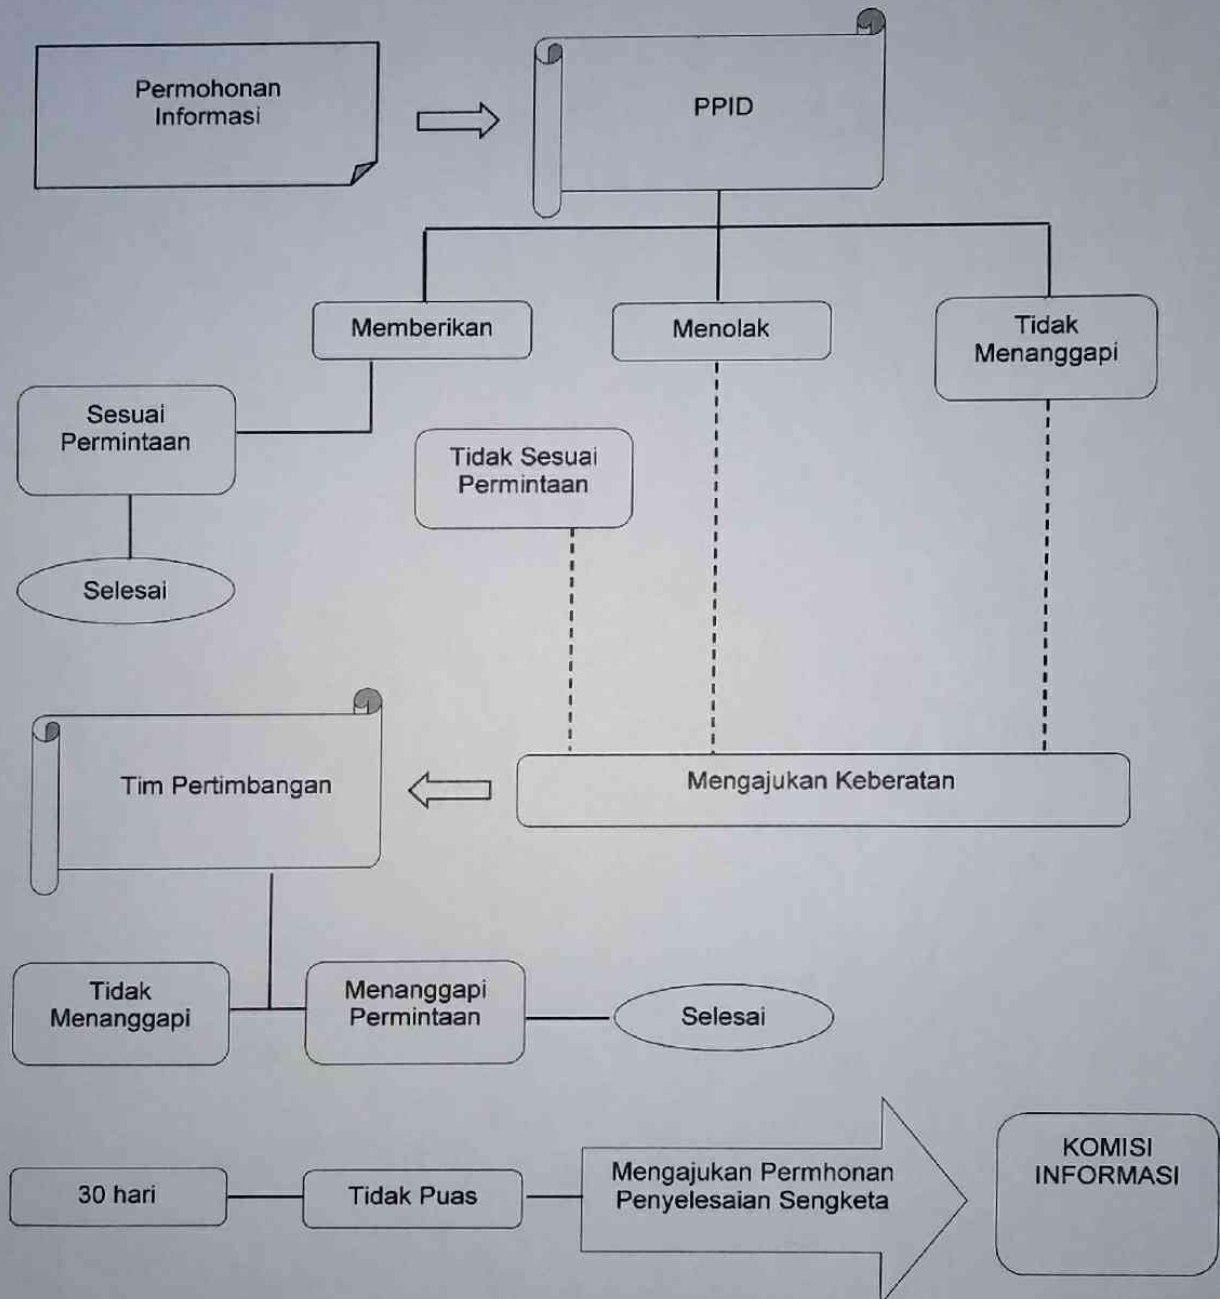 Permohonan
Informasi
PPID
Memberikan
Menolak
Tidak
Menanggapi
Sesuai
Permintaan
Tidak Sesuai
Permintaan
Selesai
Tim Pertimbangan
Mengajukan Keberatan
Tidak
Menanggapi
Menanggapi
Permintaan
Selesai
30 hari
Tidak Puas
Mengajukan Permhonan
Penyelesaian Sengketa
KOMISI
INFORMASI